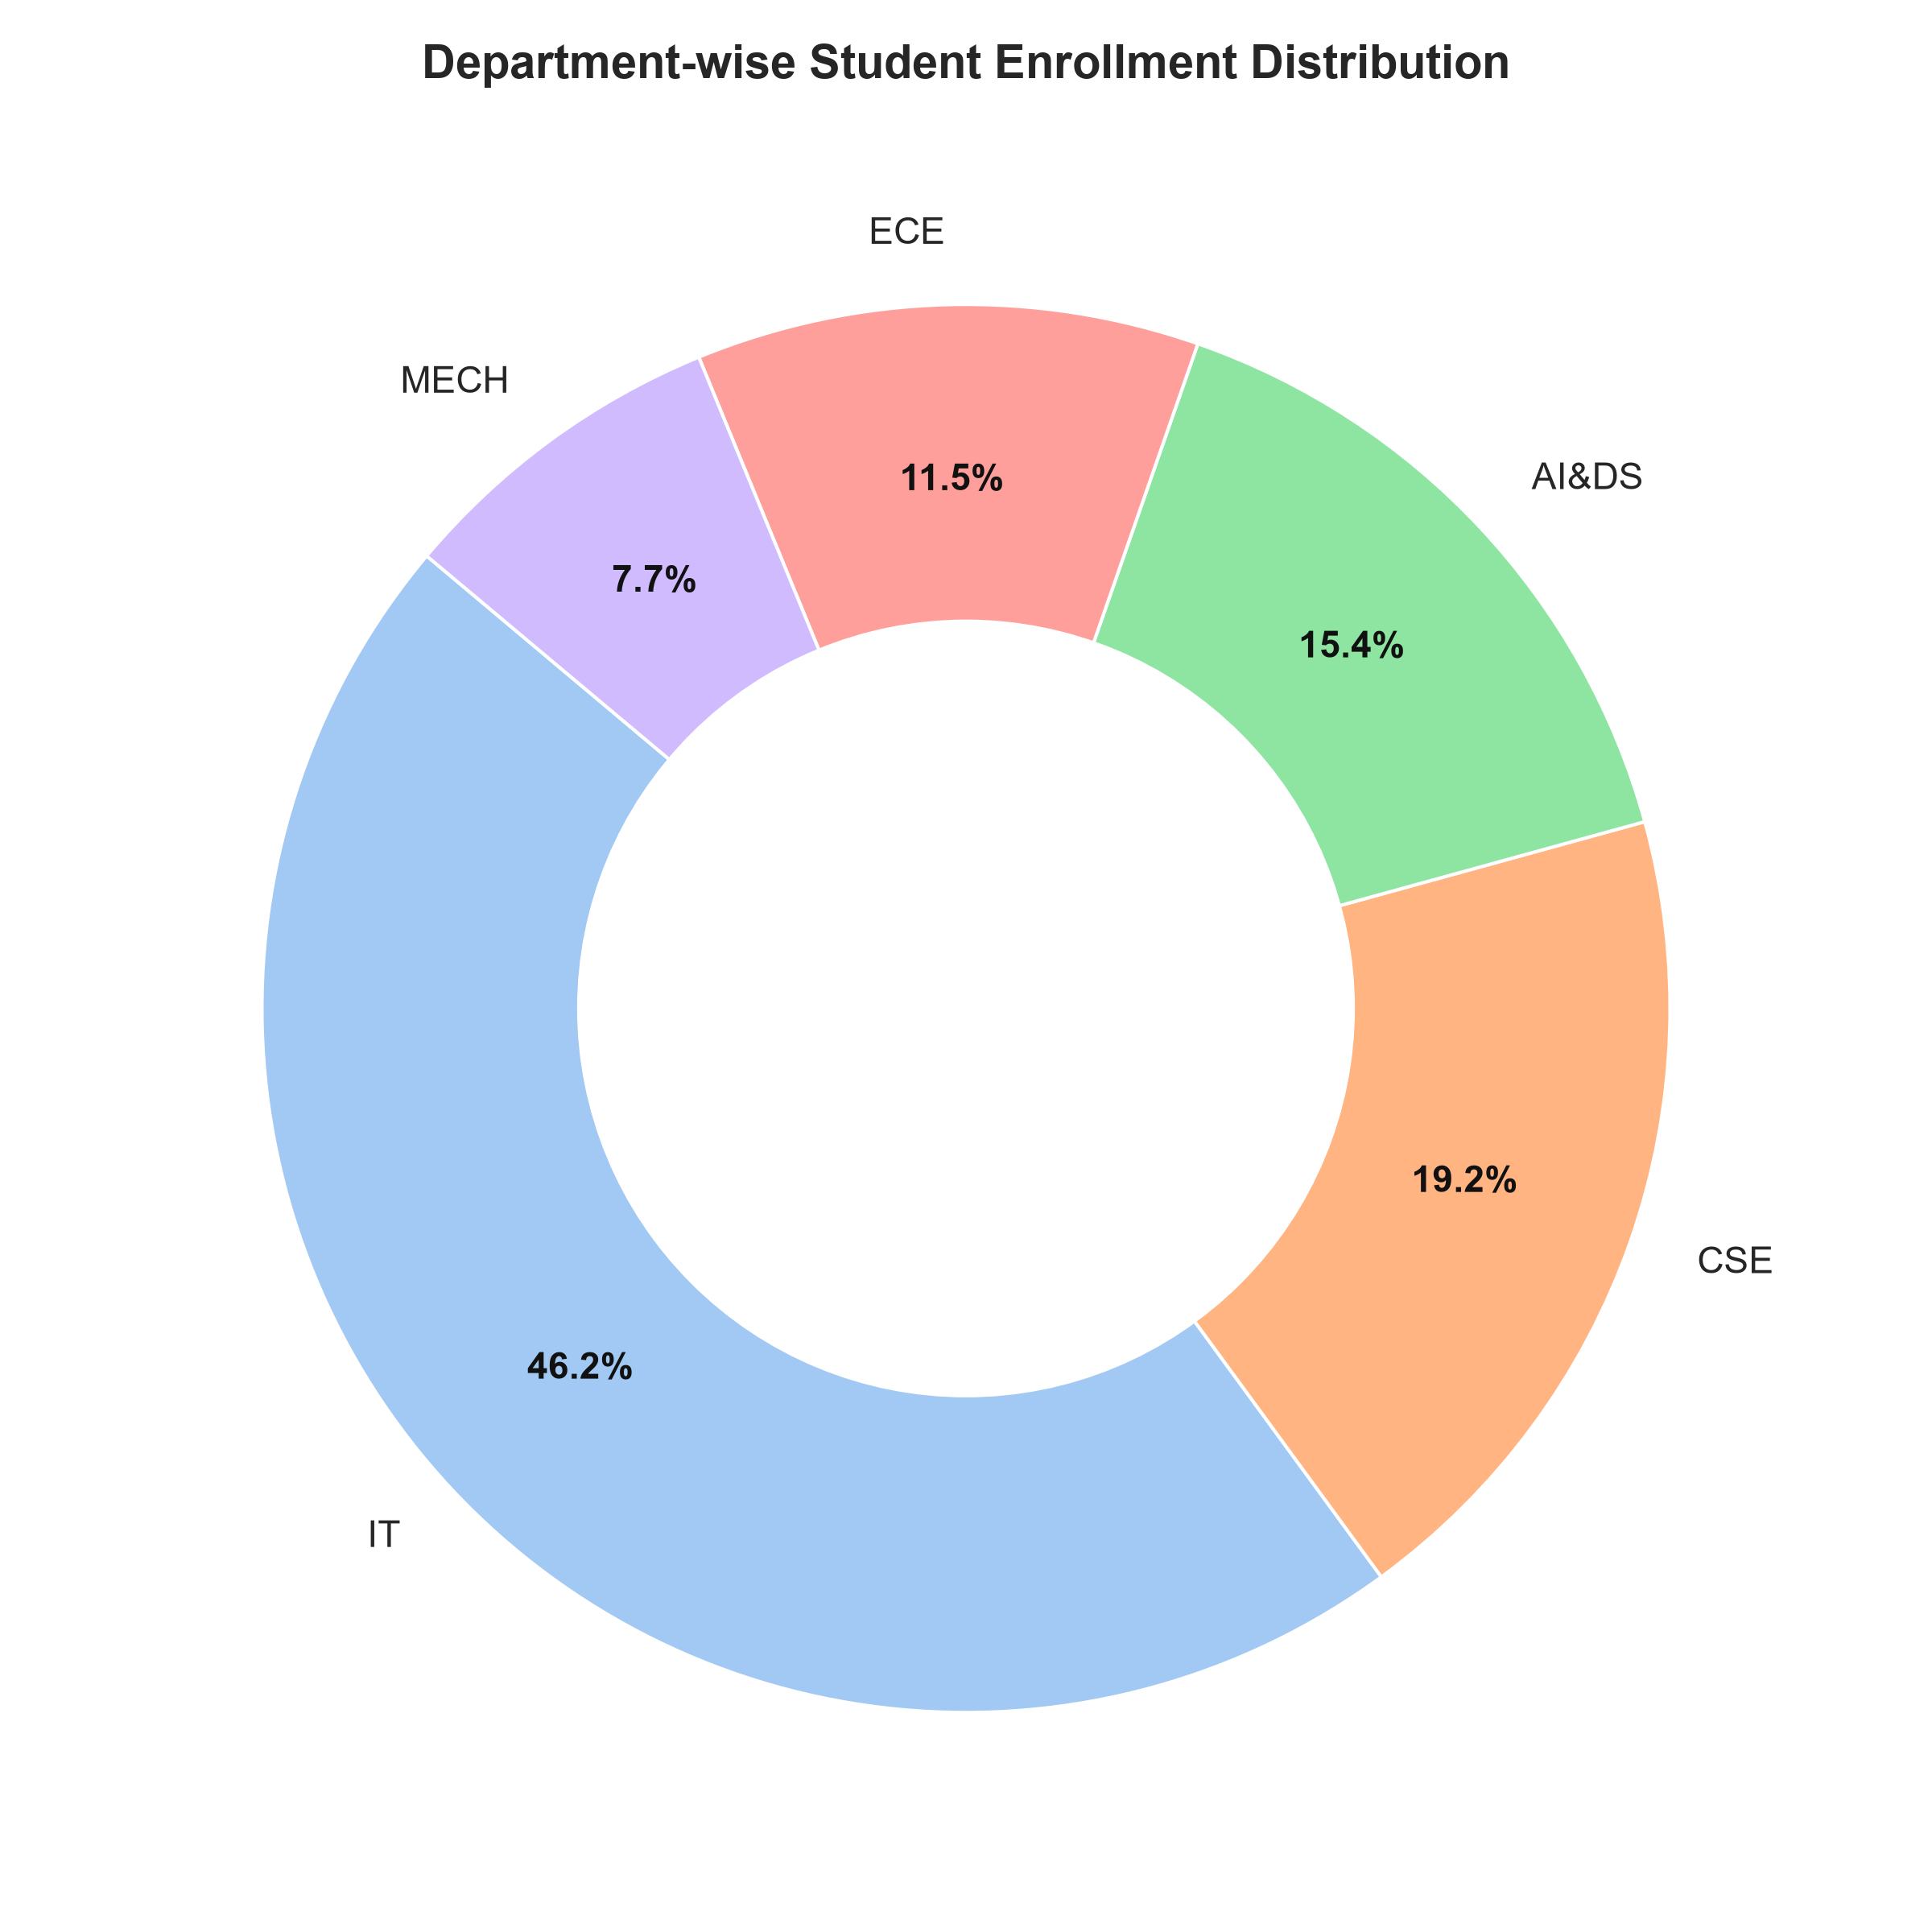 Department-wise Student Enrollment Distribution
ECE
MECH
AI&DS
11.5%
7.7%
15.4%
19.2%
CSE
46.2%
IT